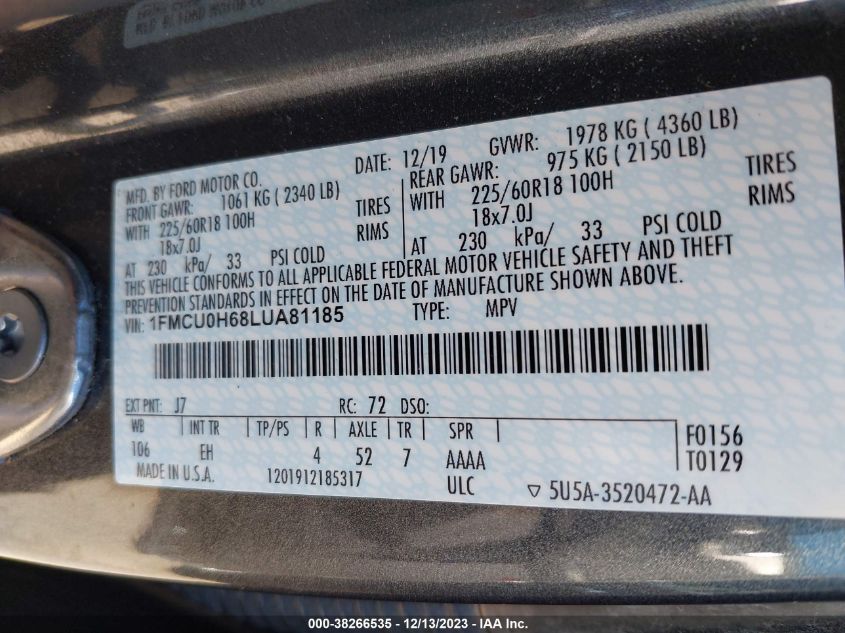 MFD. BY FORD MOTOR CO.
DATE: 12/19 GVWR: 1978 KG ( 4360 LB)
FRONT GAWR: 1061 KG ( 2340 LB) REAR GAWR: 975 KG ( 2150 LB)
WITH 225/60R18 100H TIRES WITH 225/60R18 100H TIRES
18x7.0J RIMS 18x7.0J RIMS
AT 230 kPa/ 33 PSI COLD AT 230 kPa/ 33 PSI COLD
THIS VEHICLE CONFORMS TO ALL APPLICABLE FEDERAL MOTOR VEHICLE SAFETY AND THEFT
PREVENTION STANDARDS IN EFFECT ON THE DATE OF MANUFACTURE SHOWN ABOVE.
VIN: 1FMCU0H68LUA81185 TYPE: MPV
EXT PNT: J7 RC: 72 DSO:
WB INT TR TP/PS R AXLE TR SPR F0156
106 EH 4 52 7 AAAA T0129
MADE IN U.S.A. 1201912185317 ULC ▽ 5U5A-3520472-AA
000-38266535 - 12/13/2023 - IAA Inc.